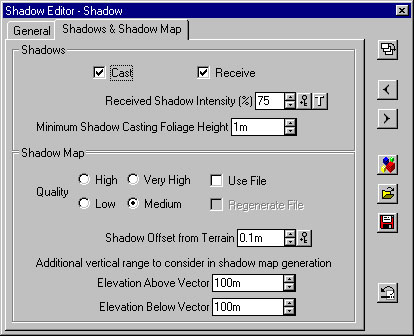 Shadow Editor - Shadow
General
Shadows & Shadow Map
Shadows
Cast
Receive
Received Shadow Intensity (%) 75
Minimum Shadow Casting Foliage Height 1m
Shadow Map
Quality
High
Very High
Use File
Low
Medium
Regenerate File
Shadow Offset from Terrain 0.1m
Additional vertical range to consider in shadow map generation
Elevation Above Vector 100m
Elevation Below Vector 100m